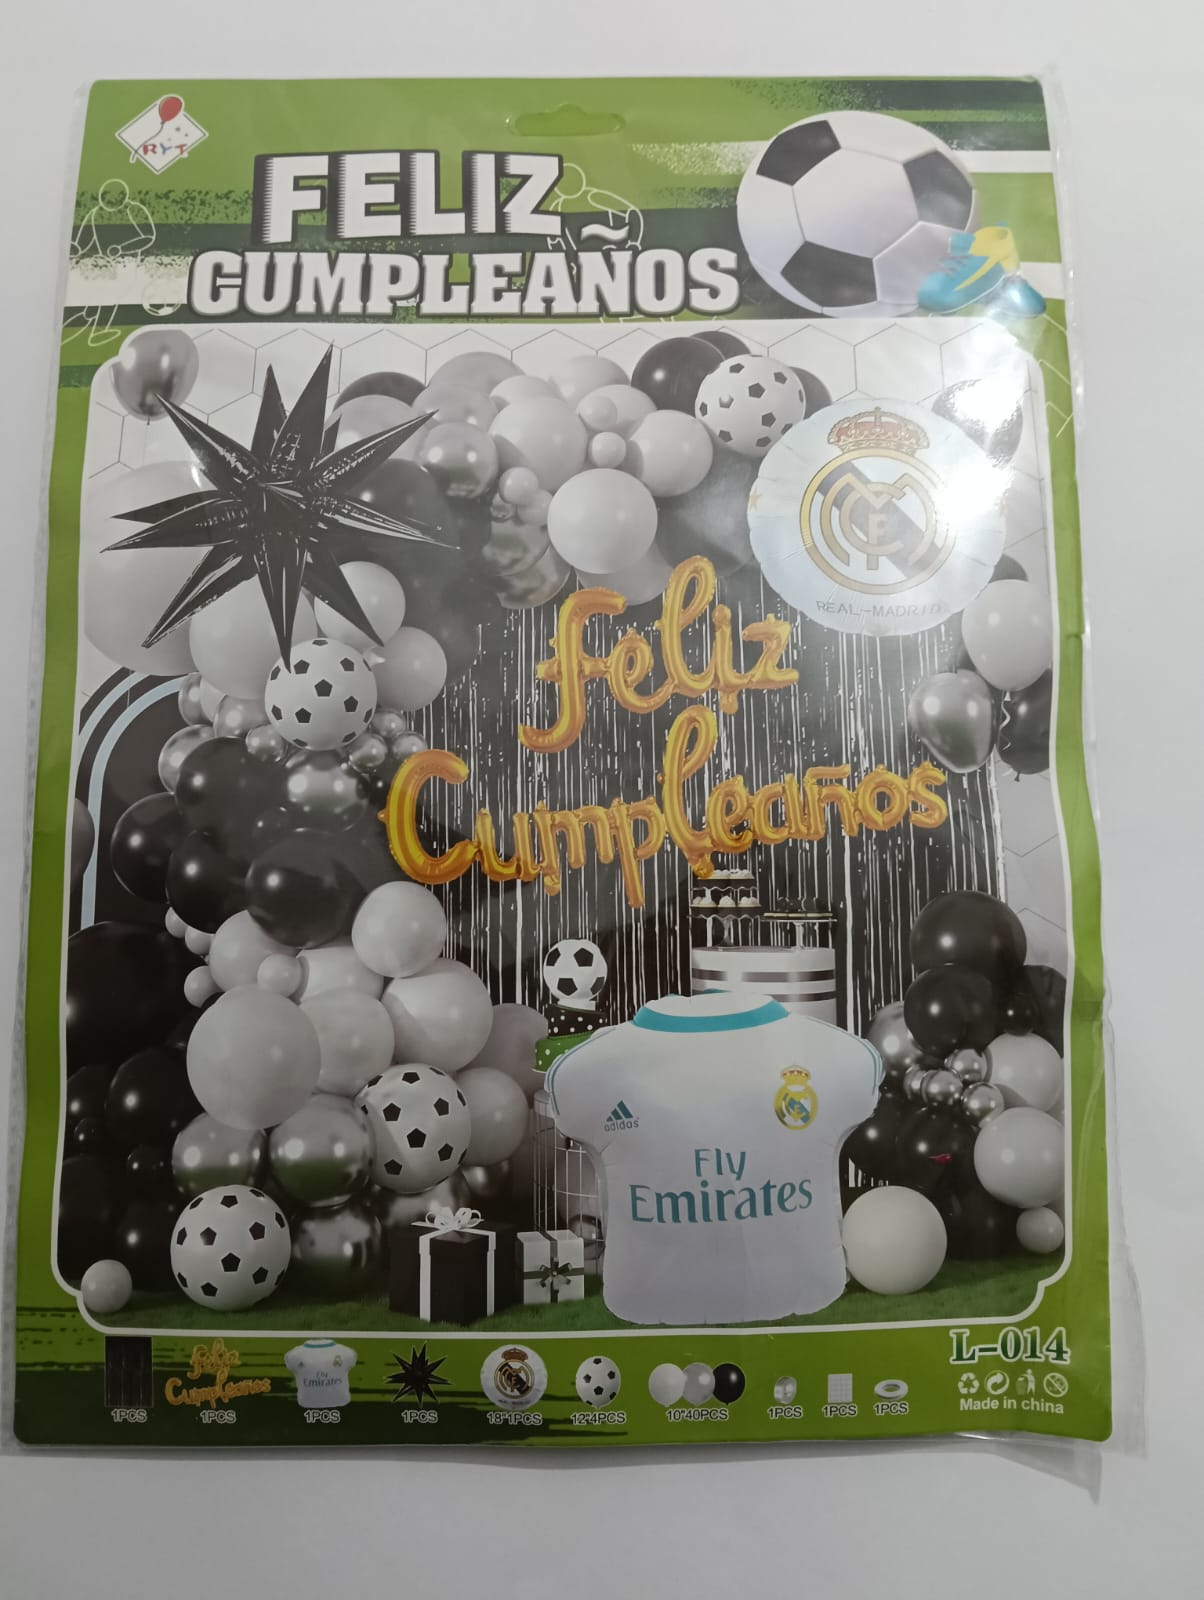 RYT
FELIZ
CUMPLEAÑOS
REAL-MADRID
Feliz
Cumpleaños
adidas
Fly
Emirates
L-014
Feliz
Cumpleaños
Fly
Emirates
1PCS
1PCS
1PCS
1PCS
18"1PCS
12"4PCS
10"40PCS
1PCS
1PCS
1PCS
Made in china